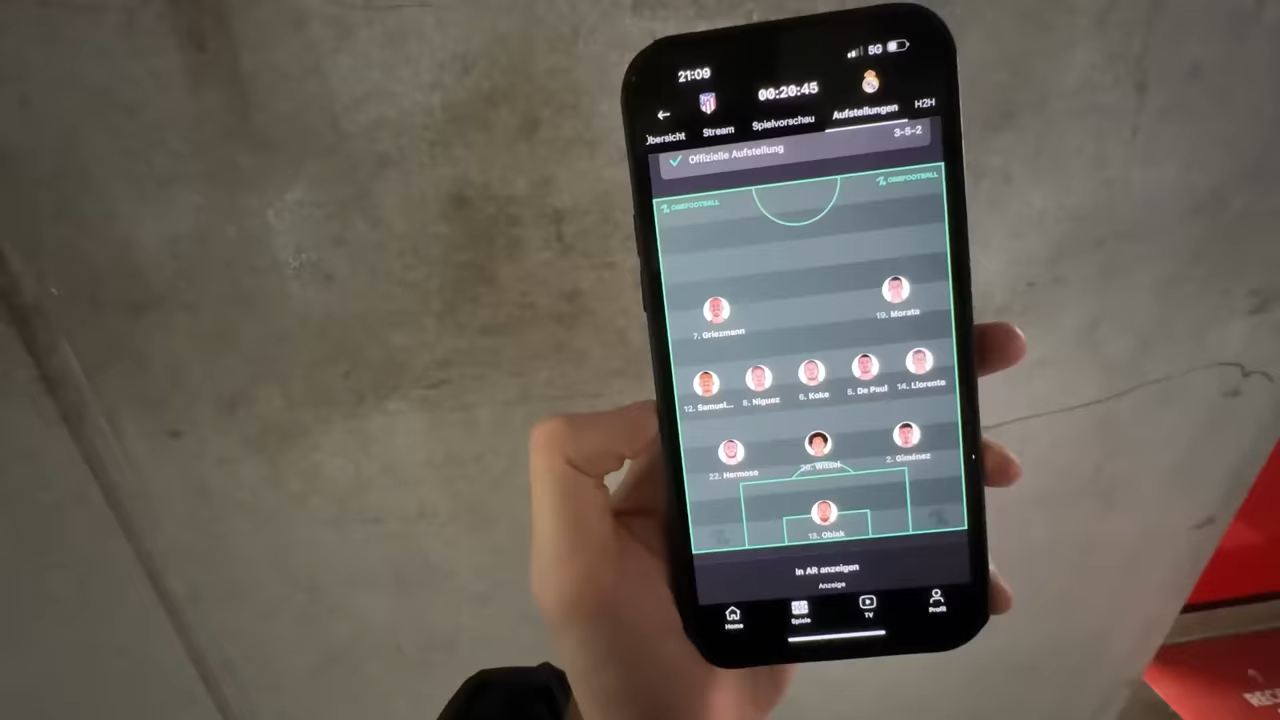 21:09
5G
00:20:45
Übersicht Stream Spielvorschau Aufstellungen H2H
Offizielle Aufstellung 3-5-2
ONEFOOTBALL ONEFOOTBALL
7. Griezmann 19. Morata
12. Samuel... 8. Niguez 6. Koke 5. De Paul 14. Llorente
22. Hermoso 20. Witsel 2. Giménez
13. Oblak
In AR anzeigen
Anzeige
Home Spiele TV Profil